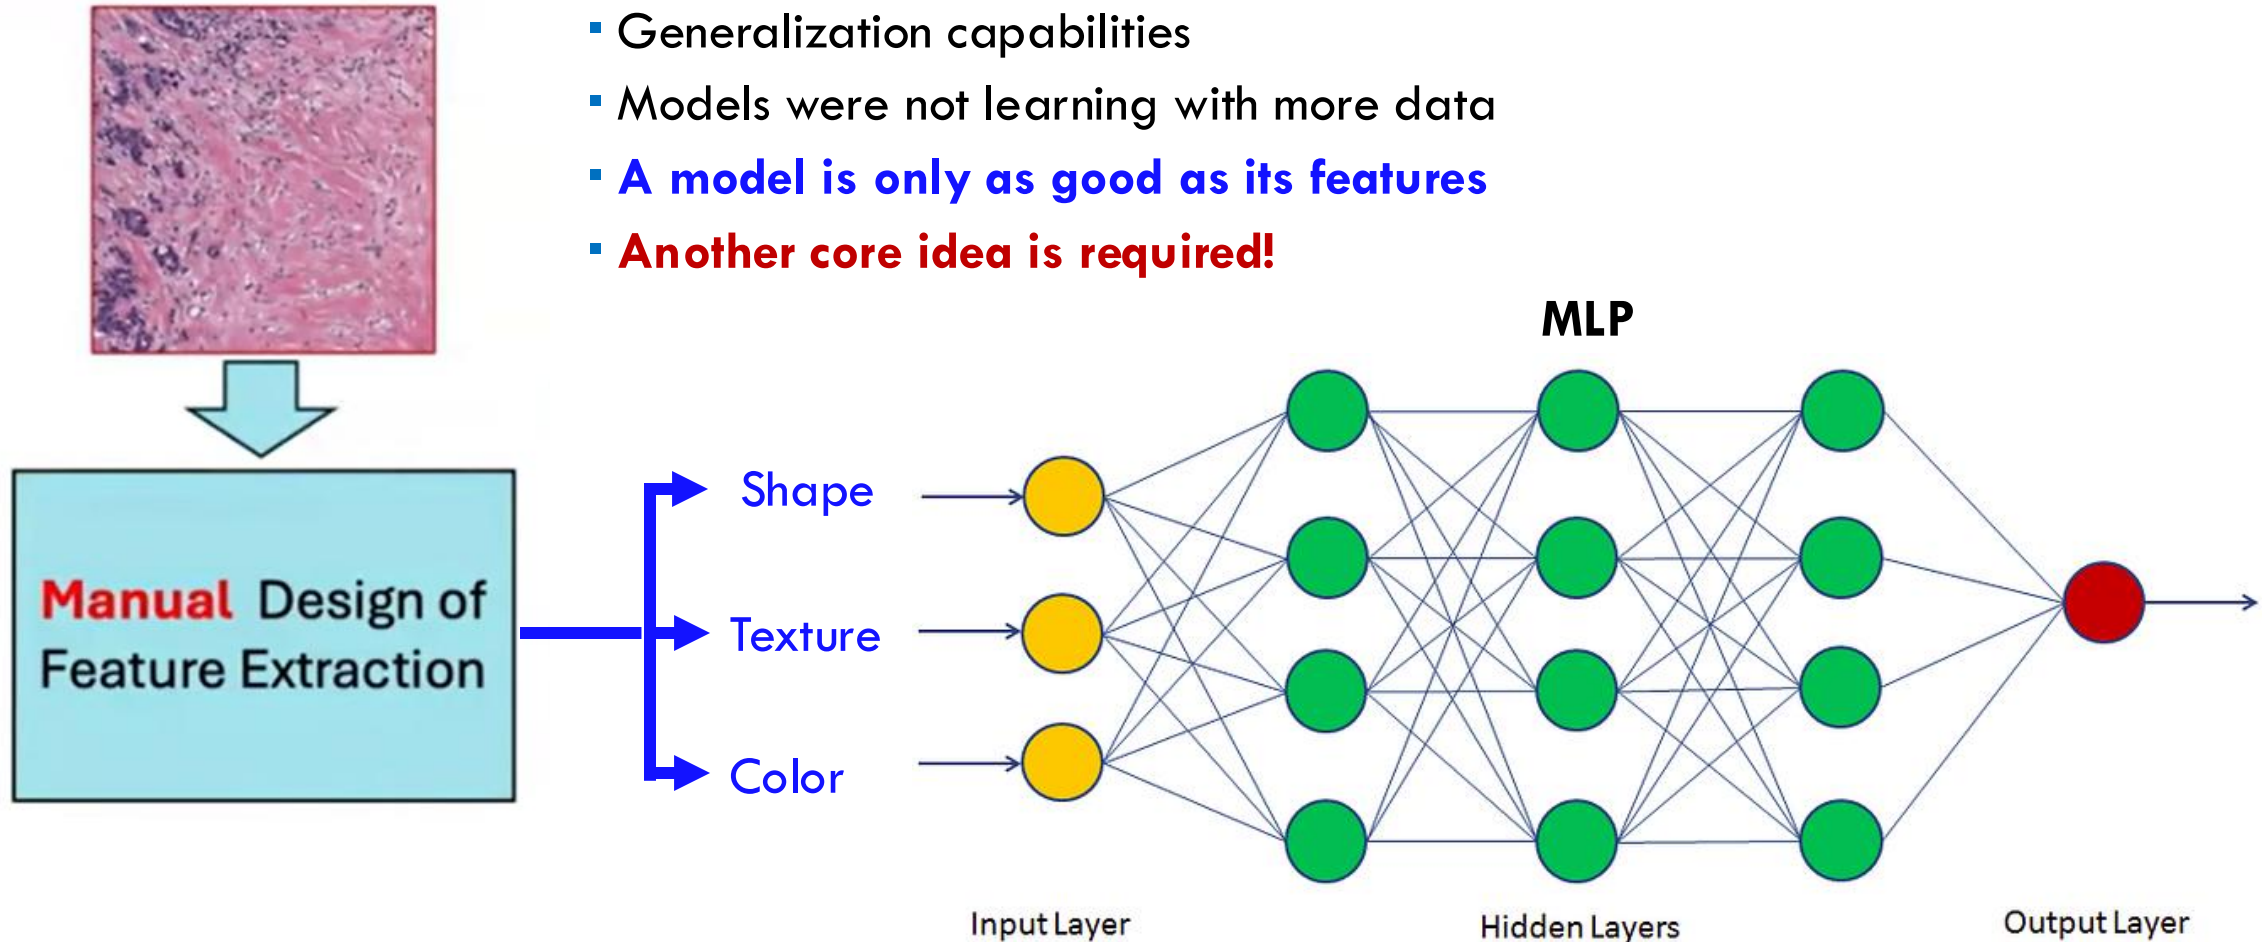 Generalization capabilities
Models were not learning with more data
A model is only as good as its features
Another core idea is required!
MLP
Manual Design of
Feature Extraction
Shape
Texture
Color
Input Layer
Hidden Layers
Output Layer